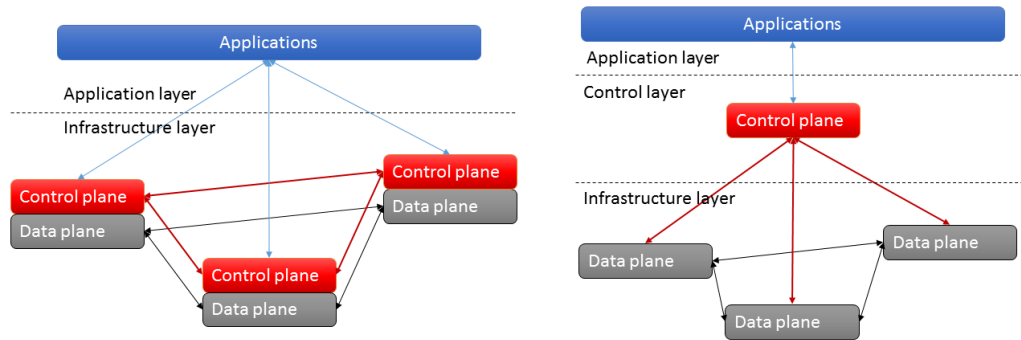 Applications
Application layer
Infrastructure layer
Control plane
Data plane
Control plane
Data plane
Control plane
Data plane
Applications
Application layer
Control layer
Control plane
Infrastructure layer
Data plane
Data plane
Data plane